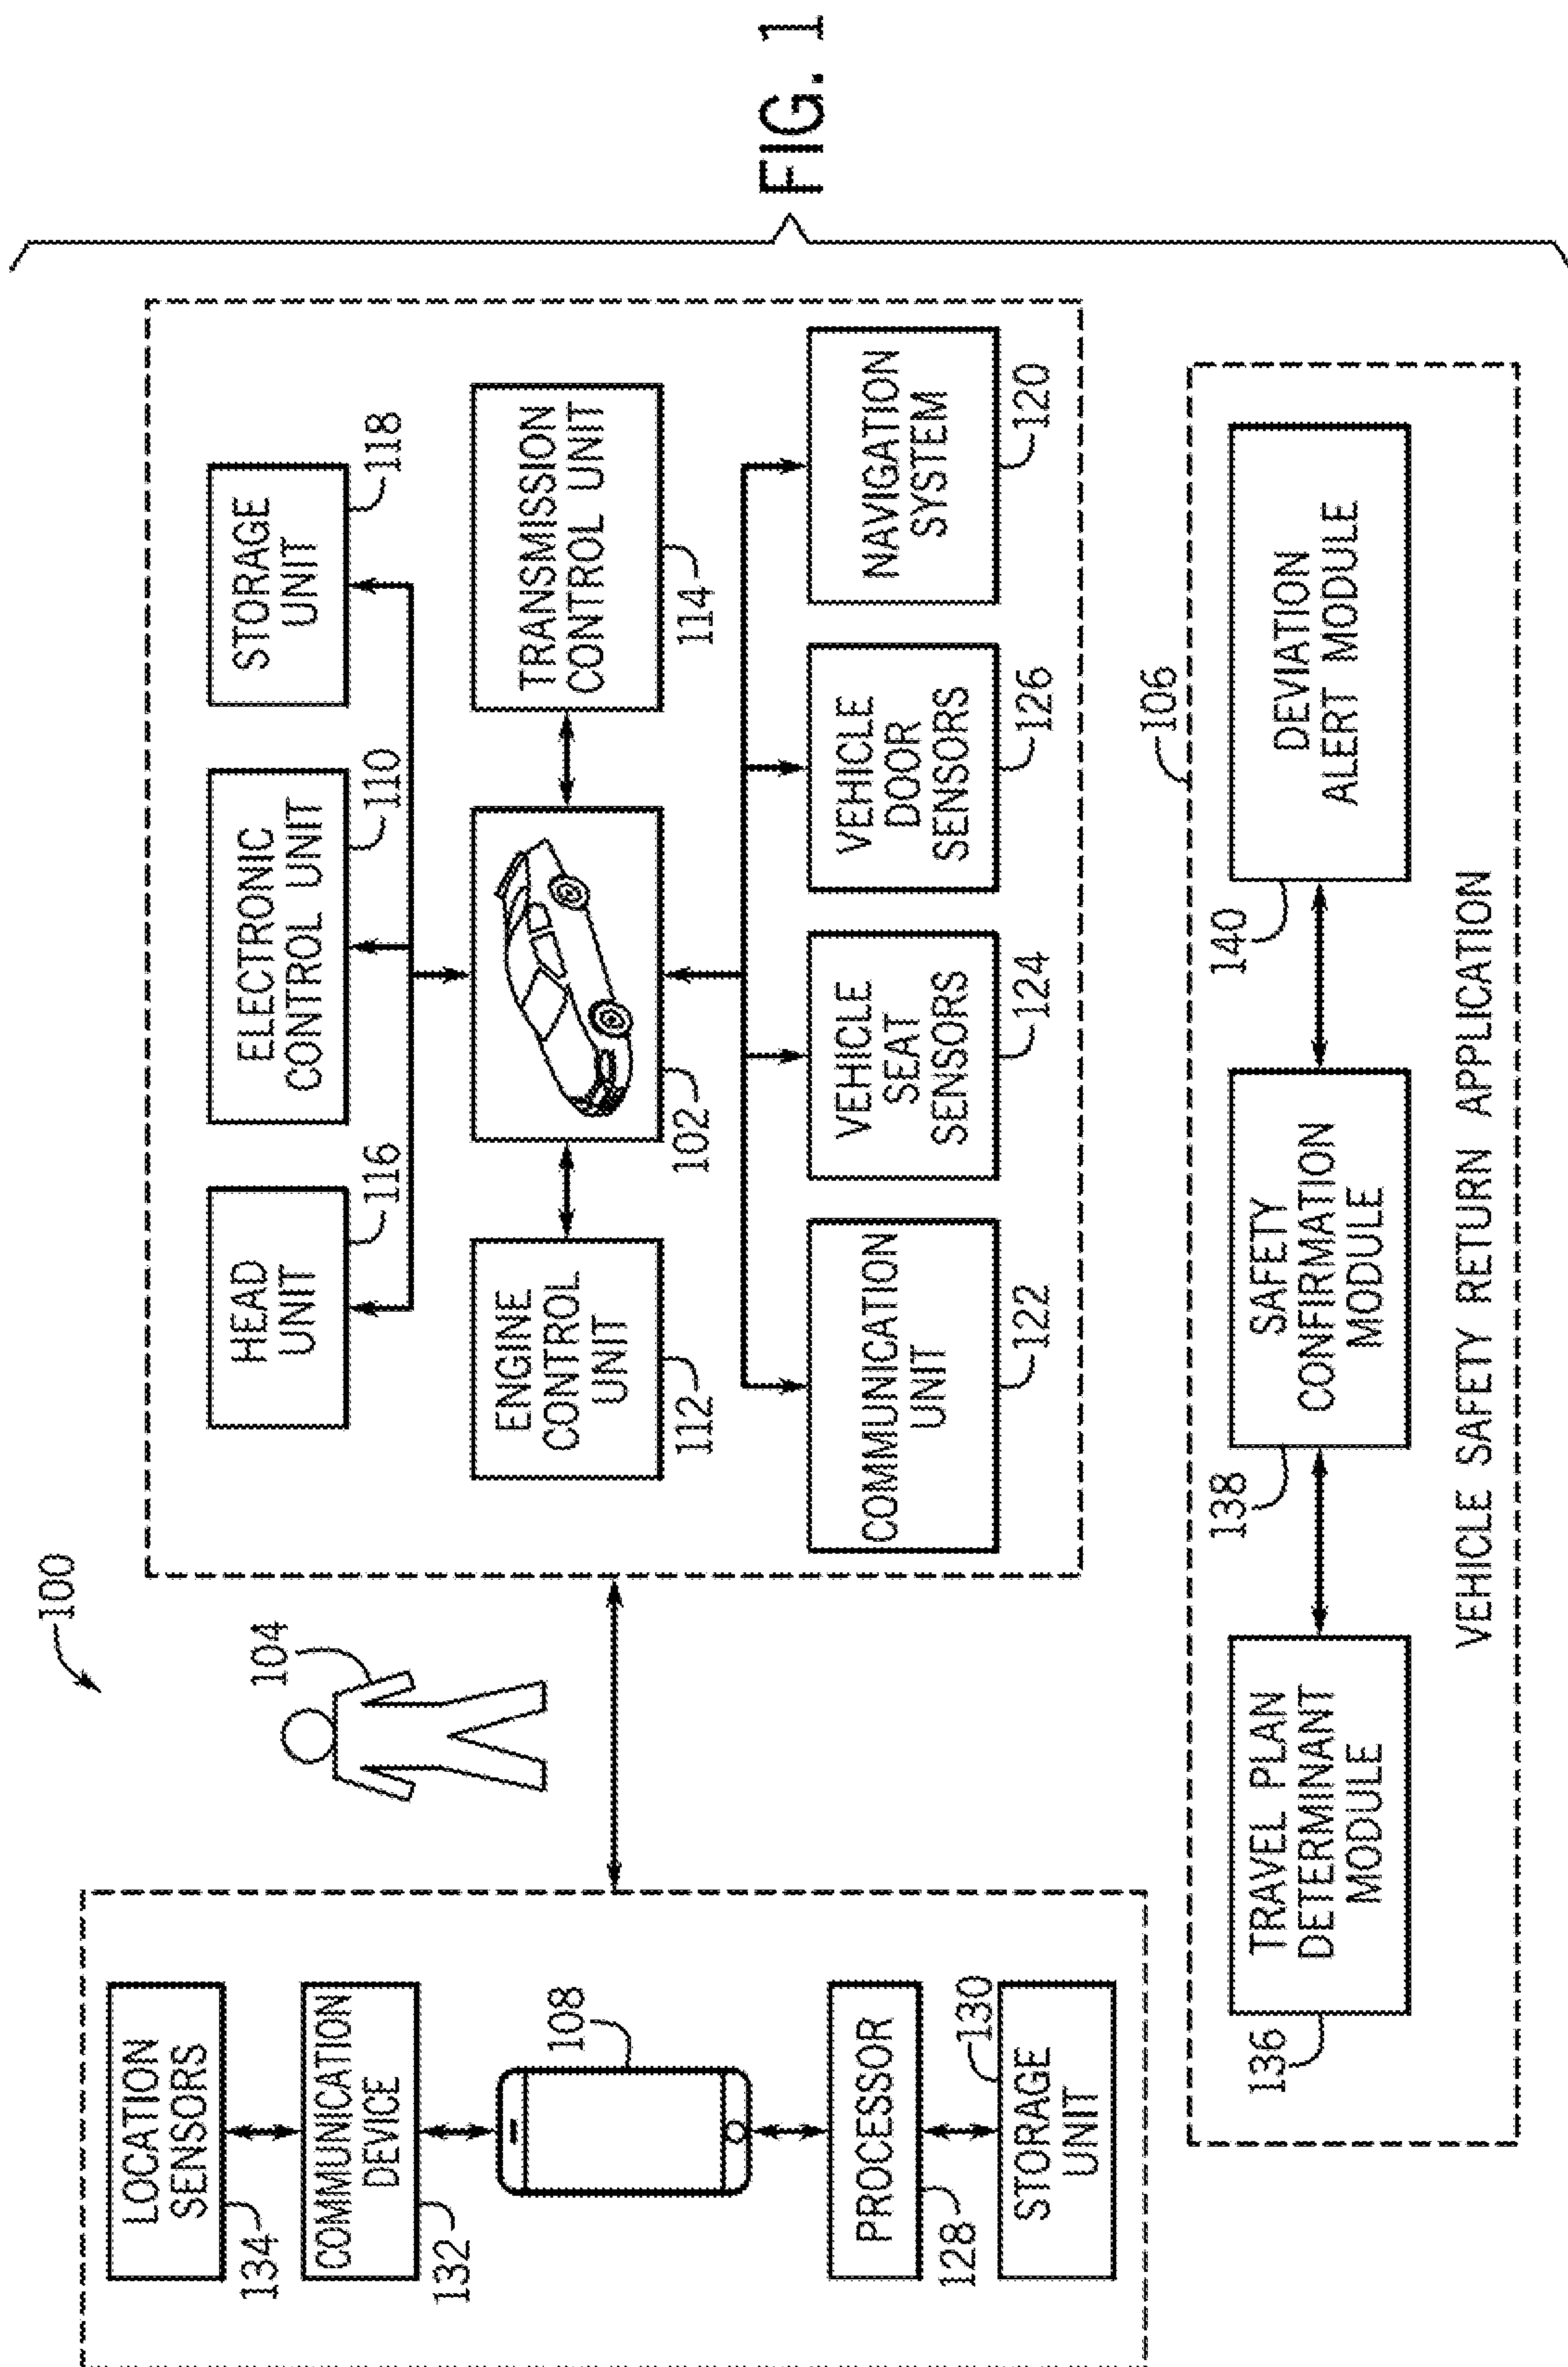 100
LOCATION
SENSORS
134
COMMUNICATION
DEVICE
132
108
PROCESSOR
128
130
STORAGE
UNIT
104
HEAD
UNIT
116
ELECTRONIC
CONTROL UNIT
110
STORAGE
UNIT
118
ENGINE
CONTROL
UNIT
112
102
TRANSMISSION
CONTROL UNIT
114
COMMUNICATION
UNIT
122
VEHICLE
SEAT
SENSORS
124
VEHICLE
DOOR
SENSORS
126
NAVIGATION
SYSTEM
120
106
TRAVEL PLAN
DETERMINANT
MODULE
136
SAFETY
CONFIRMATION
MODULE
138
DEVIATION
ALERT MODULE
140
VEHICLE SAFETY RETURN APPLICATION
FIG. 1